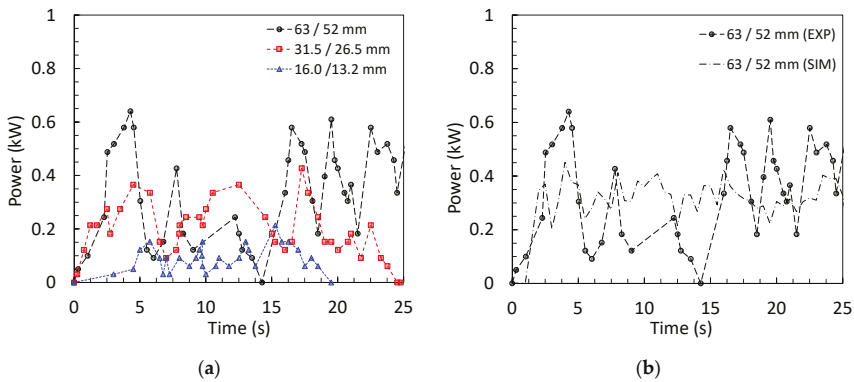 1
0.8
0.6
0.4
0.2
0
Power (kW)
0 5 10 15 20 25
Time (s)
63 / 52 mm
31.5 / 26.5 mm
16.0 /13.2 mm
(a)
1
0.8
0.6
0.4
0.2
0
Power (kW)
0 5 10 15 20 25
Time (s)
63 / 52 mm (EXP)
63 / 52 mm (SIM)
(b)